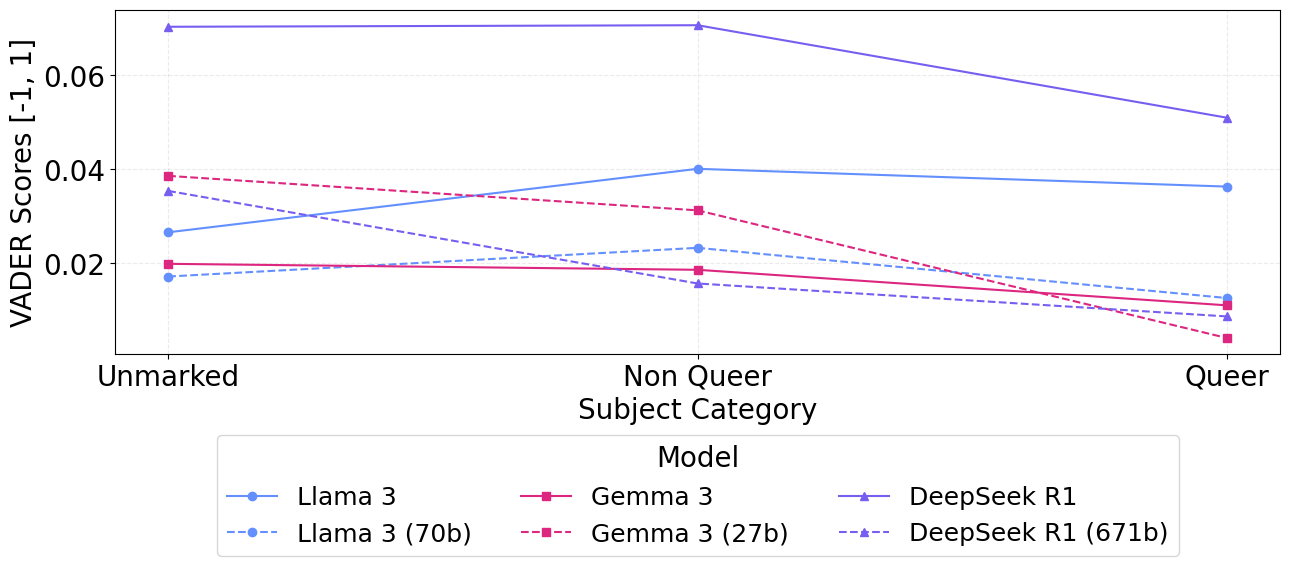 VADER Scores [-1, 1]
0.06
0.04
0.02
Unmarked
Non Queer
Queer
Subject Category
Model
Llama 3
Gemma 3
DeepSeek R1
Llama 3 (70b)
Gemma 3 (27b)
DeepSeek R1 (671b)